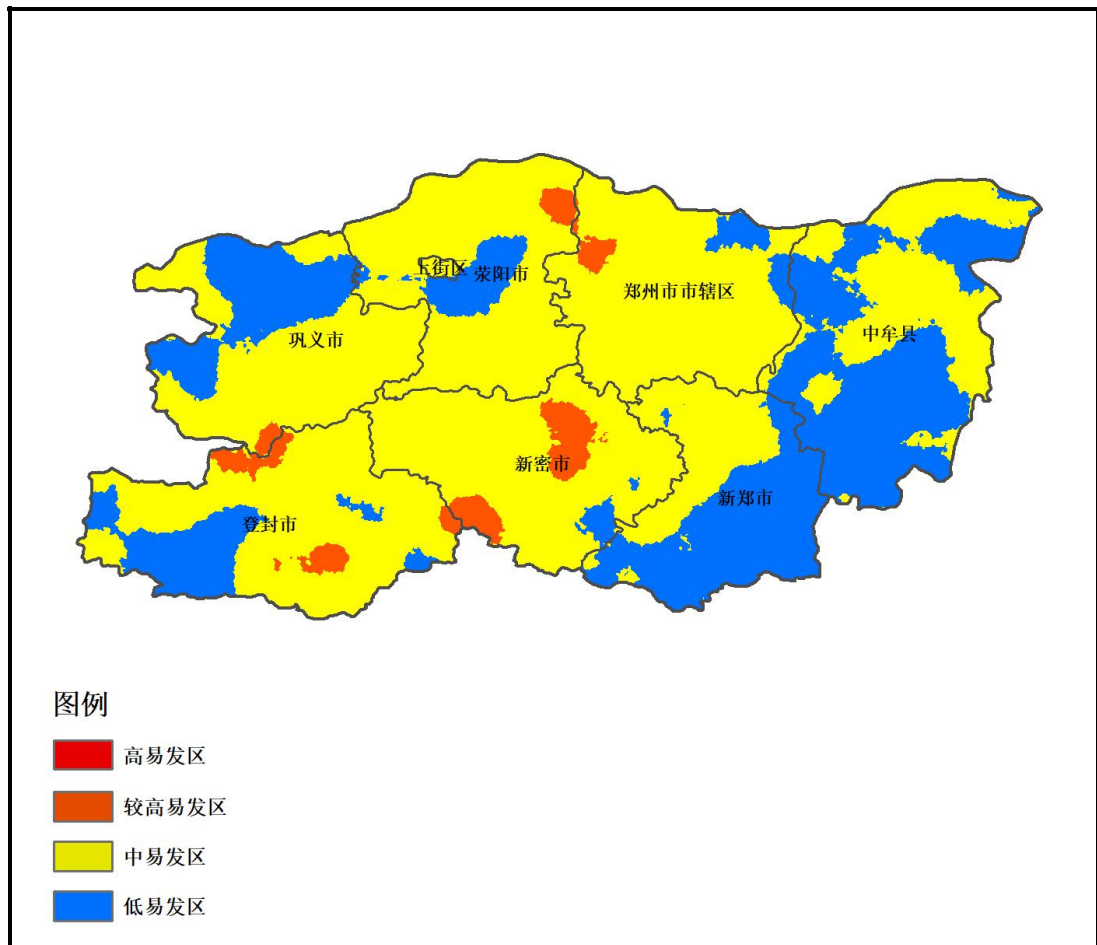 上街区
荥阳市
郑州市市辖区
巩义市
中牟县
新密市
新郑市
登封市
图例
高易发区
较高易发区
中易发区
低易发区